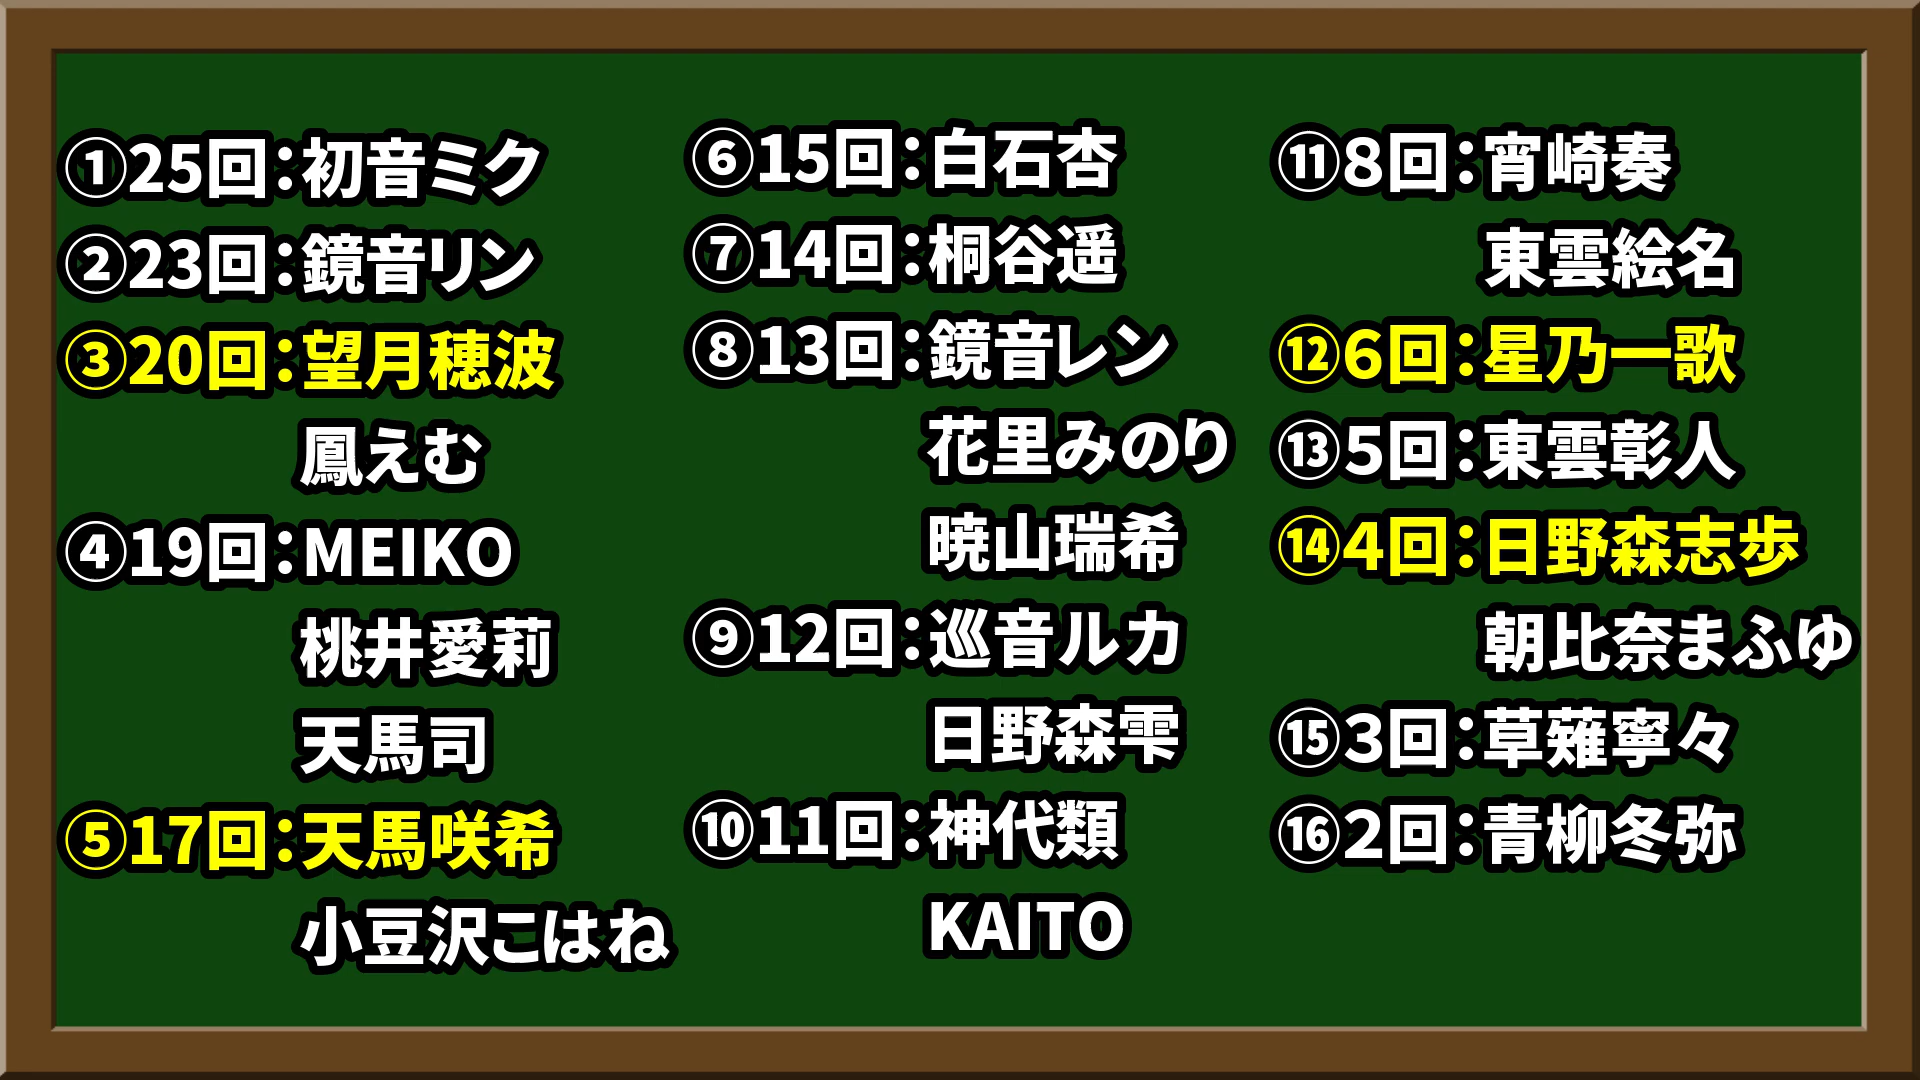 ①25回：初音ミク
②23回：鏡音リン
③20回：望月穂波
鳳えむ
④19回：MEIKO
桃井愛莉
天馬司
⑤17回：天馬咲希
小豆沢こはね
⑥15回：白石杏
⑦14回：桐谷遥
⑧13回：鏡音レン
花里みのり
暁山瑞希
⑨12回：巡音ルカ
日野森雫
⑩11回：神代類
KAITO
⑪８回：宵崎奏
東雲絵名
⑫６回：星乃一歌
⑬５回：東雲彰人
⑭４回：日野森志歩
朝比奈まふゆ
⑮３回：草薙寧々
⑯２回：青柳冬弥